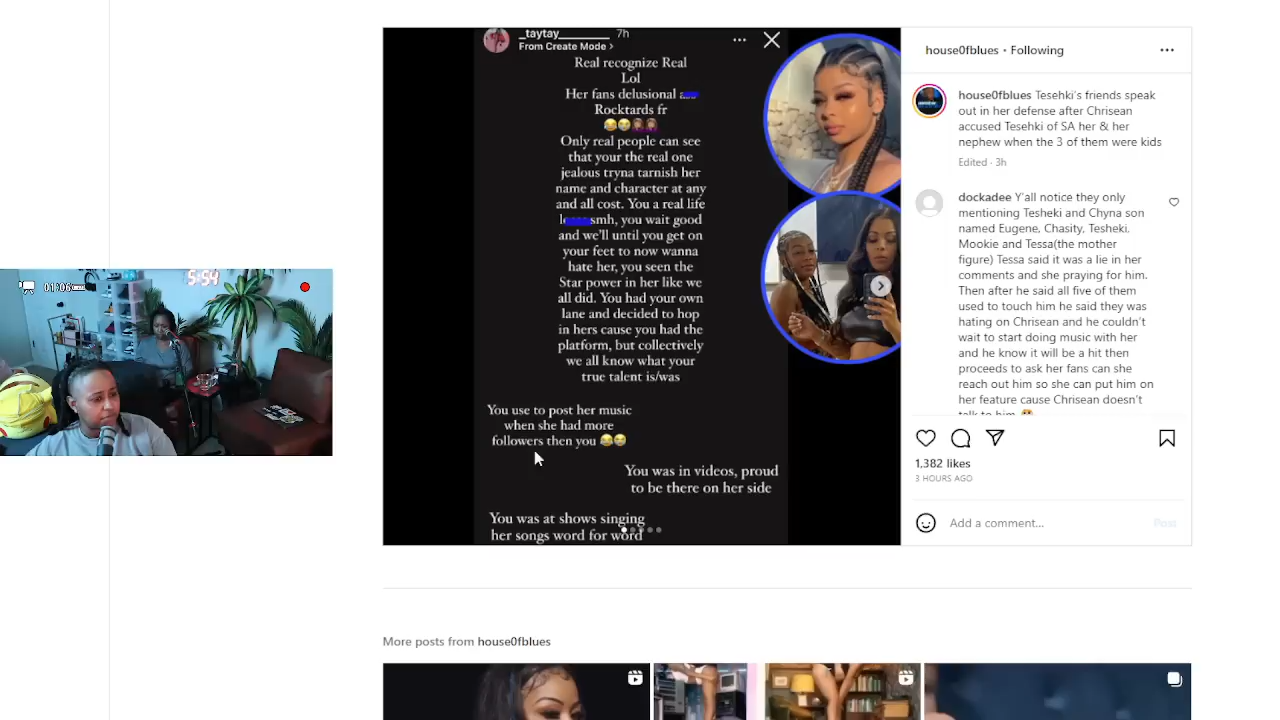 _taytay_________ 7h
From Create Mode >
Real recognize Real
Lol
Her fans delusional
Rocktards fr
😂😭🤦🏽‍♀️🤦🏽‍♀️
Only real people can see
that your the real one
jealous tryna tarnish her
name and character at any
and all cost. You a real life
smh, you wait good
and we'll until you get on
your feet to now wanna
hate her, you seen the
Star power in her like we
all did. You had your own
lane and decided to hop
in hers cause you had the
platform, but collectively
we all know what your
true talent is/was
You use to post her music
when she had more
followers then you 😂😭
You was in videos, proud
to be there on her side
You was at shows singing
her songs word for word
house0fblues • Following
house0fblues Tesehki's friends speak
out in her defense after Chrisean
accused Tesehki of SA her & her
nephew when the 3 of them were kids
Edited · 3h
dockadee Y'all notice they only
mentioning Tesheki and Chyna son
named Eugene, Chasity, Tesheki,
Mookie and Tessa(the mother
figure) Tessa said it was a lie in her
comments and she praying for him.
Then after he said all five of them
used to touch him he said they was
hating on Chrisean and he couldn't
wait to start doing music with her
and he know it will be a hit then
proceeds to ask her fans can she
reach out him so she can put him on
her feature cause Chrisean doesn't
talk to him
1,382 likes
3 HOURS AGO
Add a comment...
Post
5:54
01:06
More posts from house0fblues